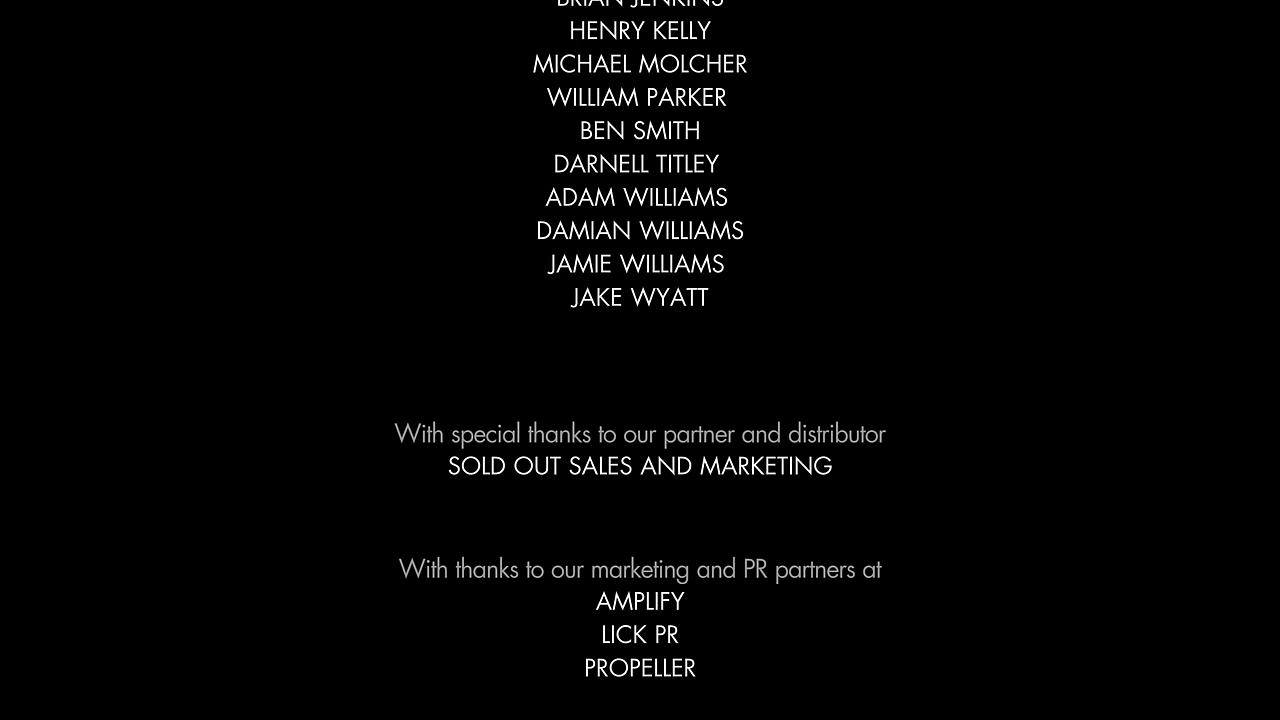 BRIAN JENKINS
HENRY KELLY
MICHAEL MOLCHER
WILLIAM PARKER
BEN SMITH
DARNELL TITLEY
ADAM WILLIAMS
DAMIAN WILLIAMS
JAMIE WILLIAMS
JAKE WYATT
With special thanks to our partner and distributor
SOLD OUT SALES AND MARKETING
With thanks to our marketing and PR partners at
AMPLIFY
LICK PR
PROPELLER